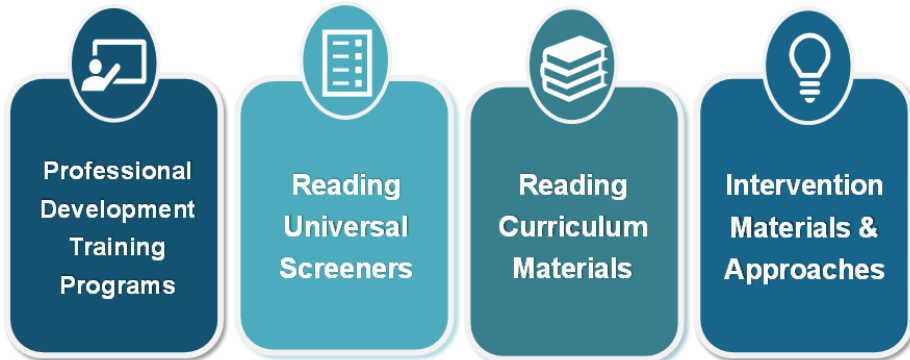 Professional
Development
Training
Programs
Reading
Universal
Screeners
Reading
Curriculum
Materials
Intervention
Materials &
Approaches